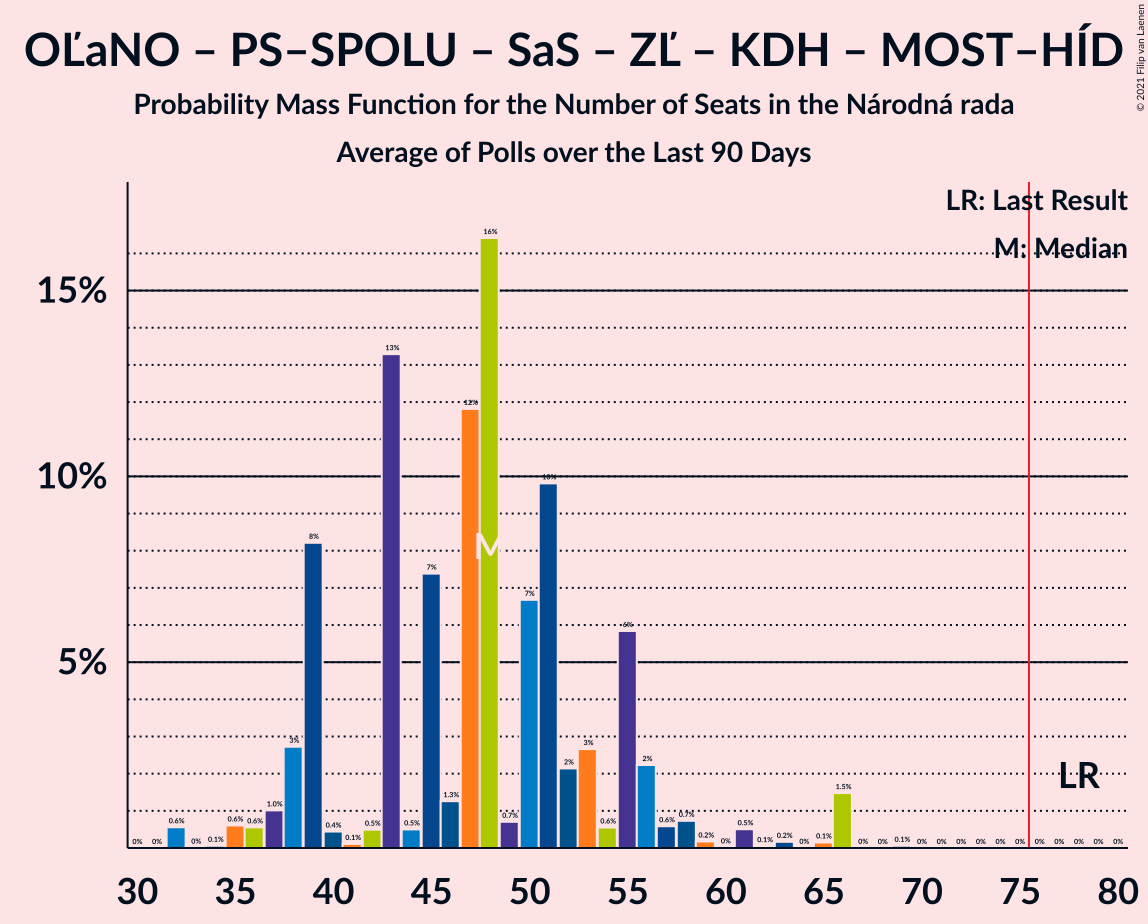 OĽaNO – PS–SPOLU – SaS – ZĽ – KDH – MOST–HÍD
Probability Mass Function for the Number of Seats in the Národná rada
Average of Polls over the Last 90 Days
© 2021 Filip van Laenen
LR: Last Result
M: Median
15%
10%
5%
0% 0% 0.6% 0% 0.1% 0.6% 0.6% 1.0% 3% 8% 0.4% 0.1% 0.5% 13% 0.5% 7% 1.3% 12% 16% 0.7% 7% 10% 2% 3% 0.6% 6% 2% 0.6% 0.7% 0.2% 0% 0.5% 0.1% 0.2% 0% 0.1% 1.5% 0% 0% 0.1% 0% 0% 0% 0% 0% 0% 0% 0% 0% 0% 0%
M
LR
30 35 40 45 50 55 60 65 70 75 80